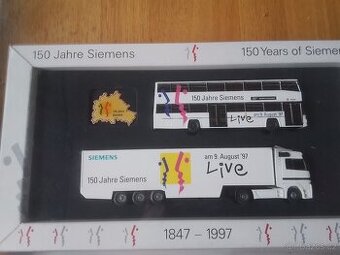 150 Jahre Siemens
150 Years of Sieme
150 Jahre Siemens
Live
am 9. August '97
SIEMENS
am 9. August '97
150 Jahre Siemens
Live
1847 – 1997